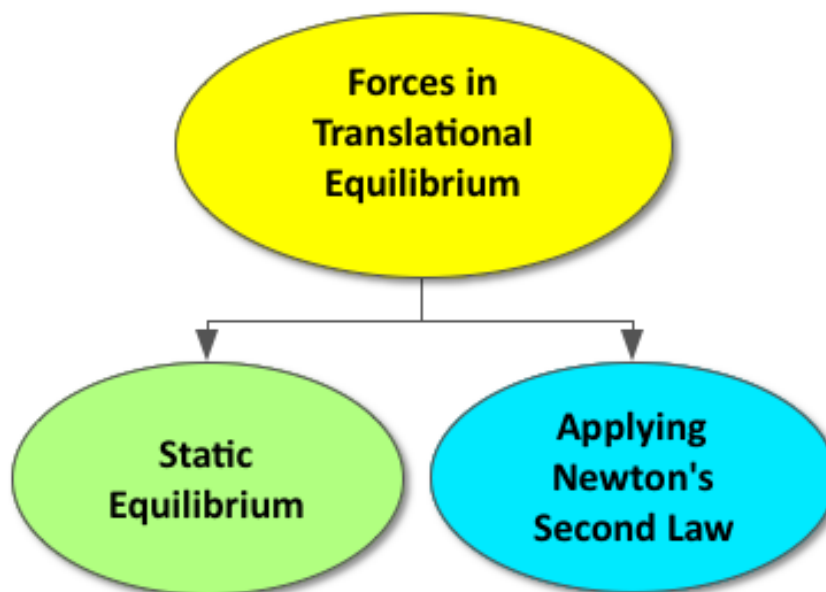 Forces in
Translational
Equilibrium
Static
Equilibrium
Applying
Newton's
Second Law